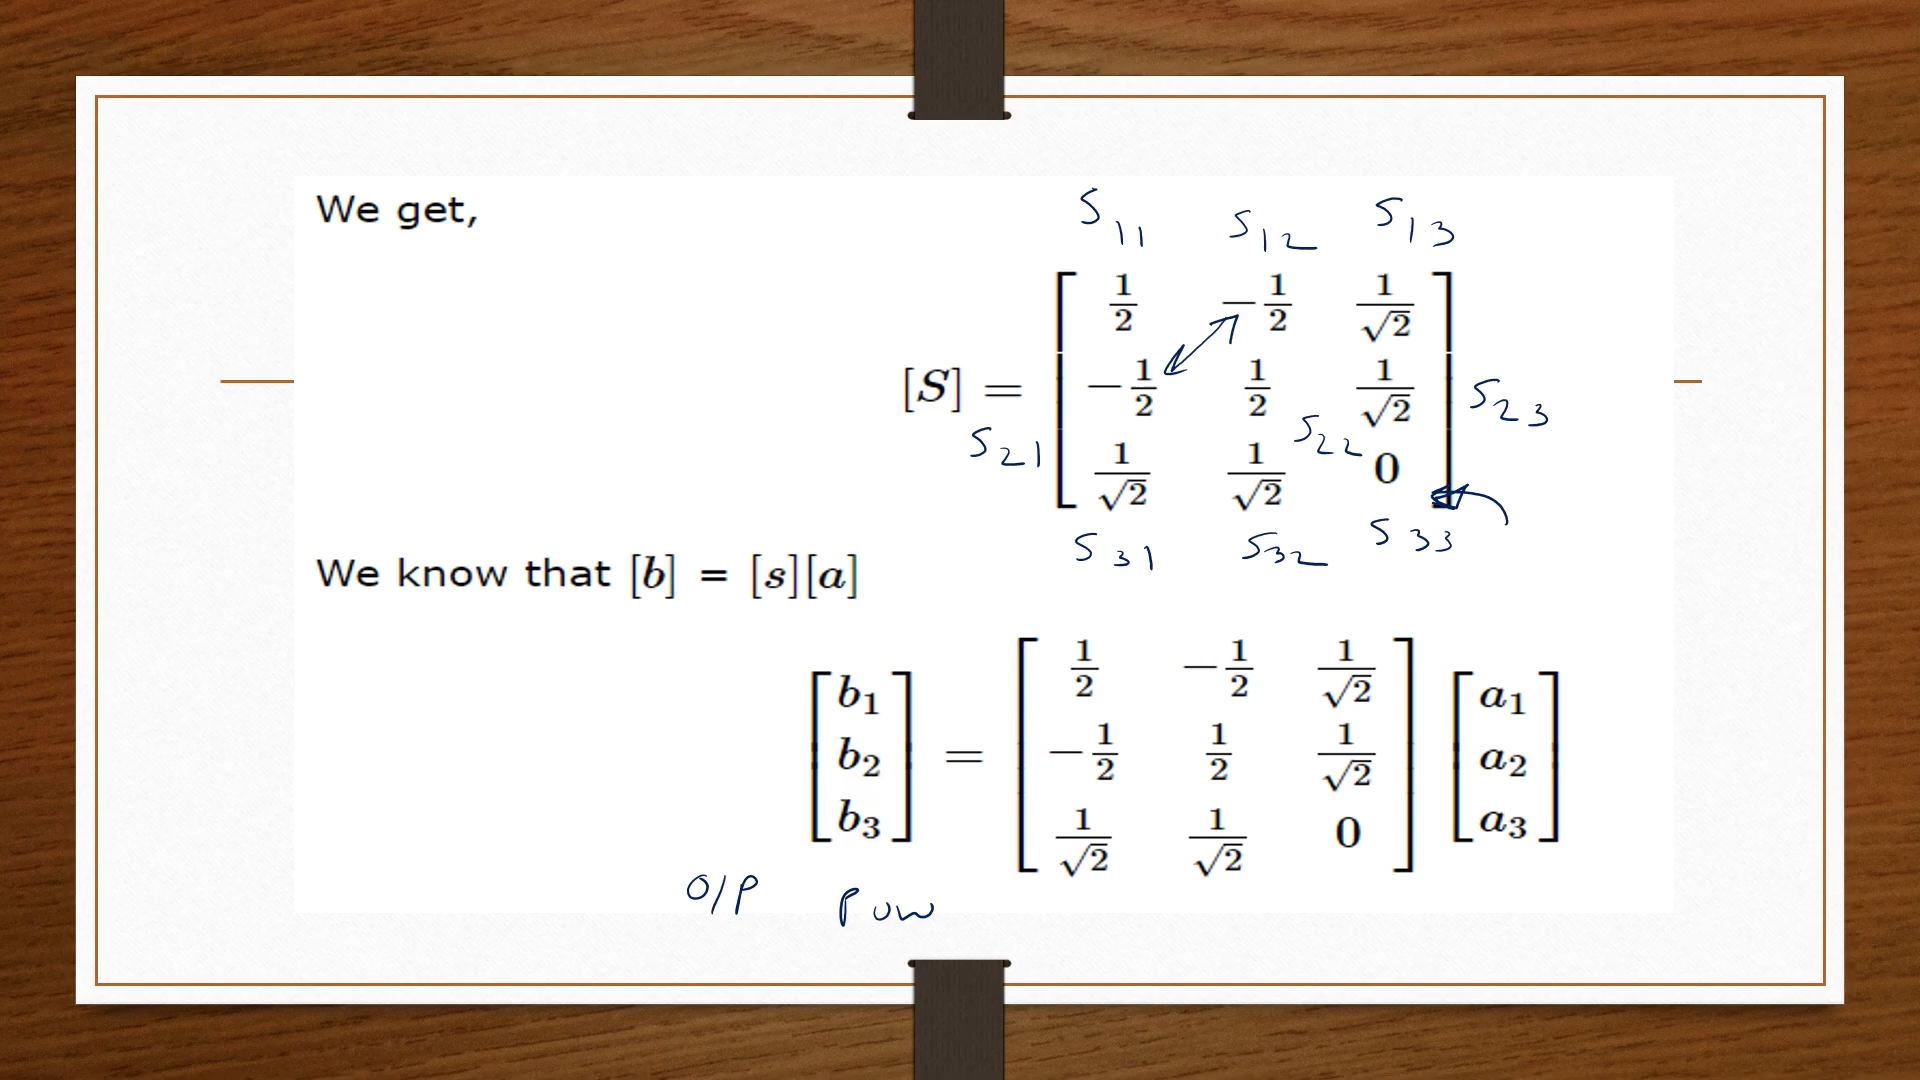 We get,
S11 S12 S13
[S] = [ 1/2 -1/2 1/√2
-1/2 1/2 1/√2
1/√2 1/√2 0 ]
S21 S22 S23
S31 S32 S33
We know that [b] = [s][a]
[ b1 b2 b3 ] = [ 1/2 -1/2 1/√2
-1/2 1/2 1/√2
1/√2 1/√2 0 ] [ a1 a2 a3 ]
O/P Pow